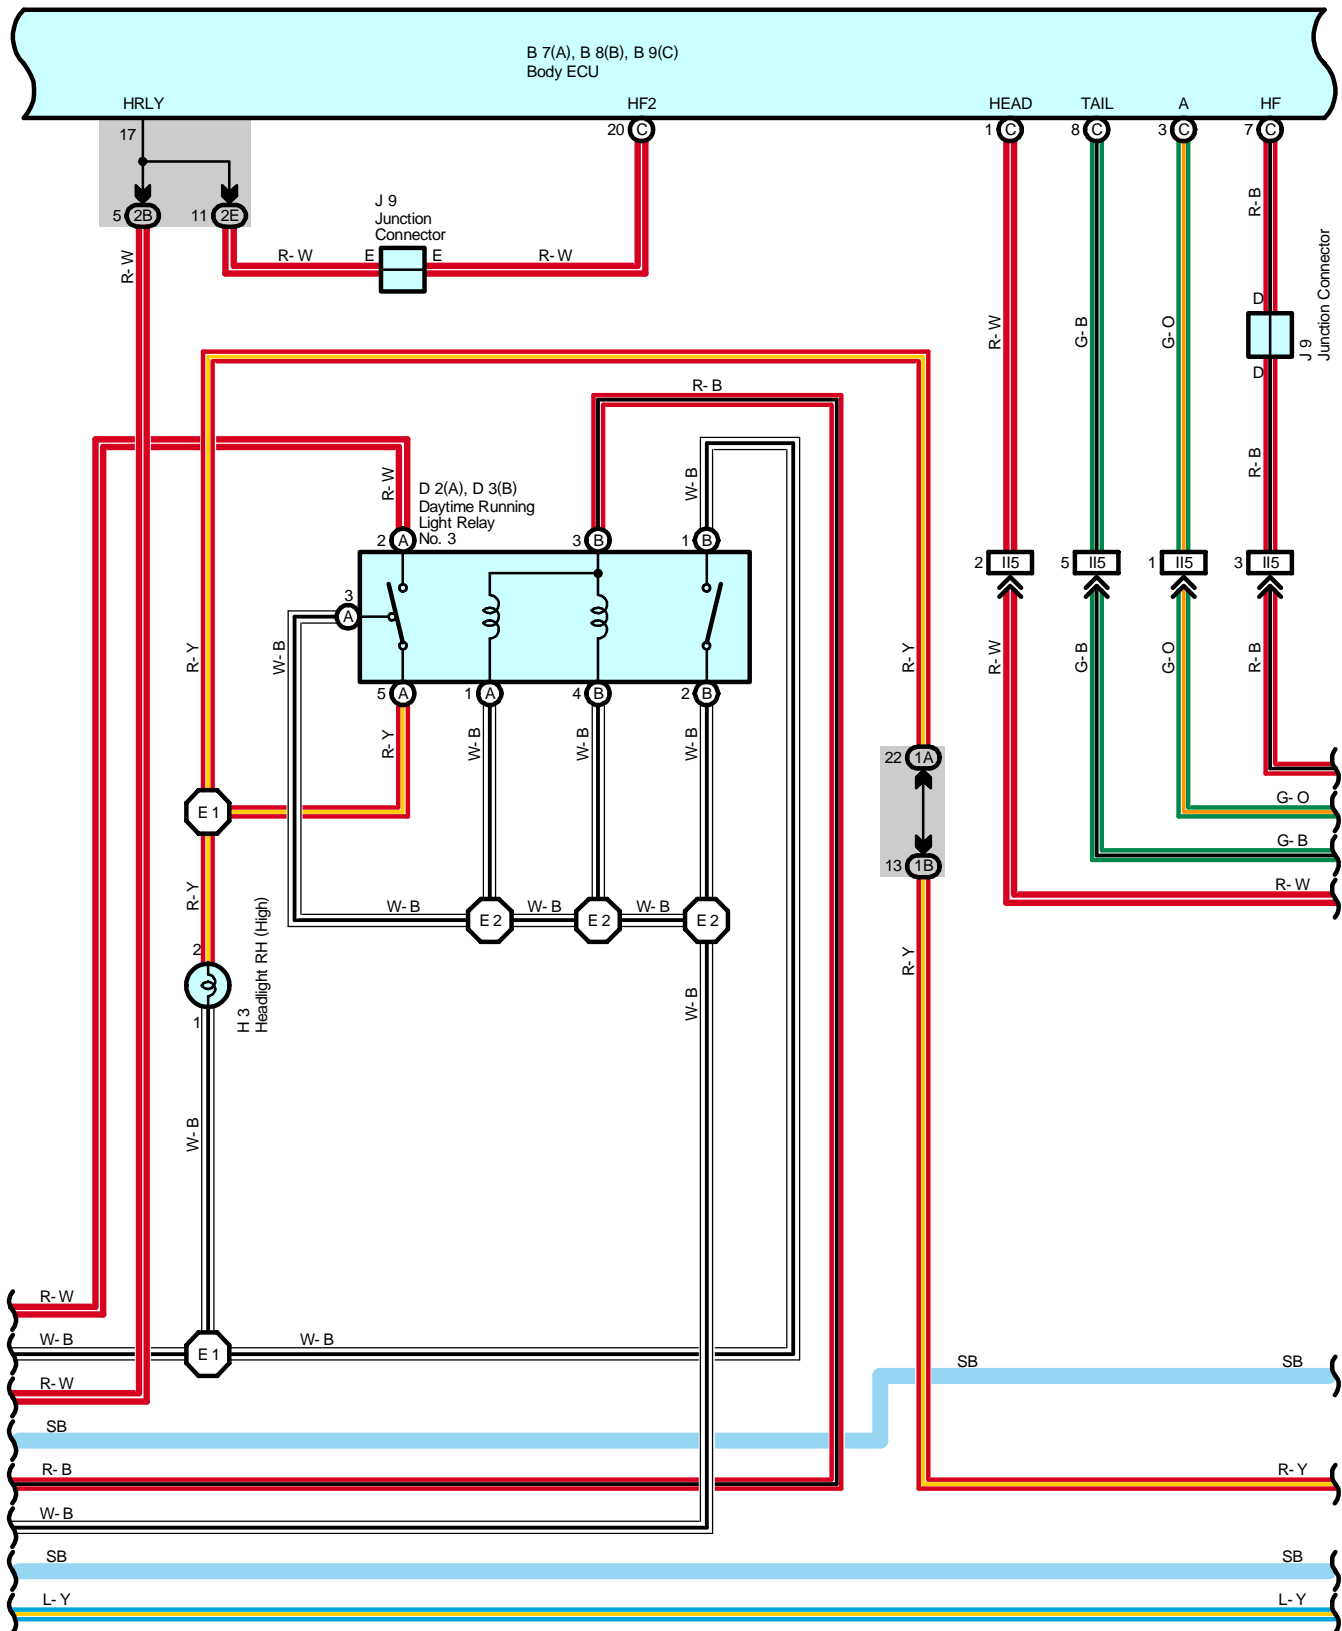 B 7(A), B 8(B), B 9(C)
Body ECU
HRLY
HF2
HEAD
TAIL
A
HF
17
20
C
1
C
8
C
3
C
7
C
5
2B
11
2E
J 9
Junction
Connector
R- W
E
E
R- W
R- W
R- B
J 9
Junction Connector
D
D
R- W
G- B
G- O
R- B
R- B
R- W
W- B
D 2(A), D 3(B)
Daytime Running
Light Relay
No. 3
2
A
3
B
1
B
3
A
5
A
1
A
4
B
2
B
2
II5
5
II5
1
II5
3
II5
R- Y
W- B
R- Y
R- W
G- B
G- O
R- B
R- Y
W- B
W- B
W- B
22
1A
13
1B
E 1
G- O
G- B
R- W
R- Y
W- B
W- B
W- B
E 2
E 2
E 2
2
1
H 3
Headlight RH (High)
R- Y
W- B
W- B
R- W
W- B
E 1
W- B
R- W
SB
SB
SB
R- B
R- Y
W- B
SB
SB
L- Y
L- Y